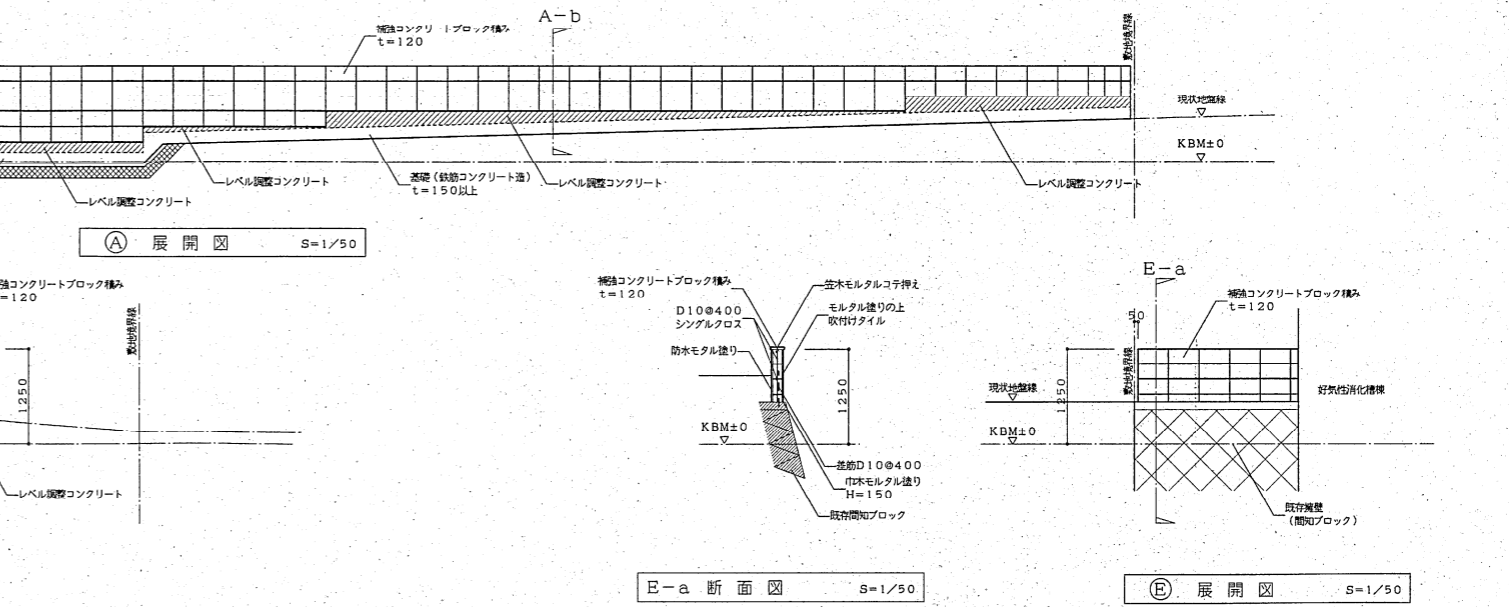 A-b
補強コンクリートブロック積み
t=120
敷地境界線
現状地盤線
KBM±0
レベル調整コンクリート
基礎(鉄筋コンクリート造)
t=150以上
レベル調整コンクリート
レベル調整コンクリート
レベル調整コンクリート
A 展開図 S=1/50
強コンクリートブロック積み
=120
敷地境界線
1250
レベル調整コンクリート
補強コンクリートブロック積み
t=120
D10@400
シングルクロス
防水モタル塗り
KBM±0
笠木モルタルコテ押え
モルタル塗りの上
吹付けタイル
1250
差筋D10@400
巾木モルタル塗り
H=150
既存間知ブロック
E-a 断面図 S=1/50
E-a
補強コンクリートブロック積み
t=120
50
敷地境界線
1250
現状地盤線
KBM±0
好気性消化槽棟
既存擁壁
(間知ブロック)
E 展開図 S=1/50